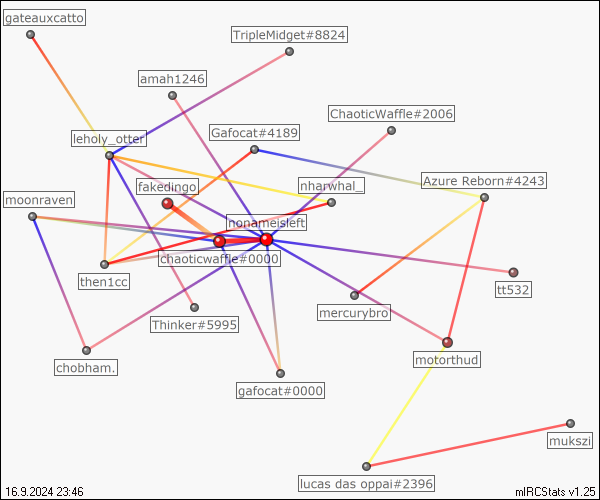 gateauxcatto
TripleMidget#8824
amah1246
ChaoticWaffle#2006
leholy_otter
Gafocat#4189
fakedingo
nharwhal_
Azure Reborn#4243
moonraven
nonameisleft
chaoticwaffle#0000
then1cc
tt532
mercurybro
Thinker#5995
motorthud
chobham.
gafocat#0000
mukszi
lucas das oppai#2396
16.9.2024 23:46
mIRCStats v1.25